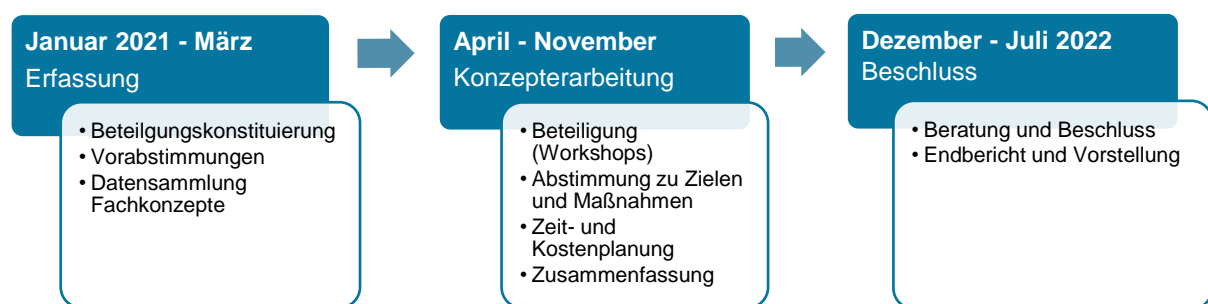 Januar 2021 - März
Erfassung
• Beteilgungskonstituierung
• Vorabstimmungen
• Datensammlung
Fachkonzepte
April - November
Konzepterarbeitung
• Beteiligung
(Workshops)
• Abstimmung zu Zielen
und Maßnahmen
• Zeit- und
Kostenplanung
• Zusammenfassung
Dezember - Juli 2022
Beschluss
• Beratung und Beschluss
• Endbericht und Vorstellung